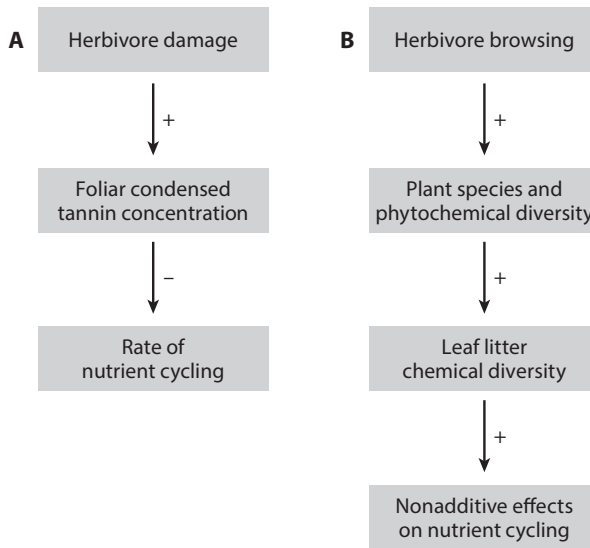 A
Herbivore damage
+
Foliar condensed
tannin concentration
–
Rate of
nutrient cycling
B
Herbivore browsing
+
Plant species and
phytochemical diversity
+
Leaf litter
chemical diversity
+
Nonadditive effects
on nutrient cycling